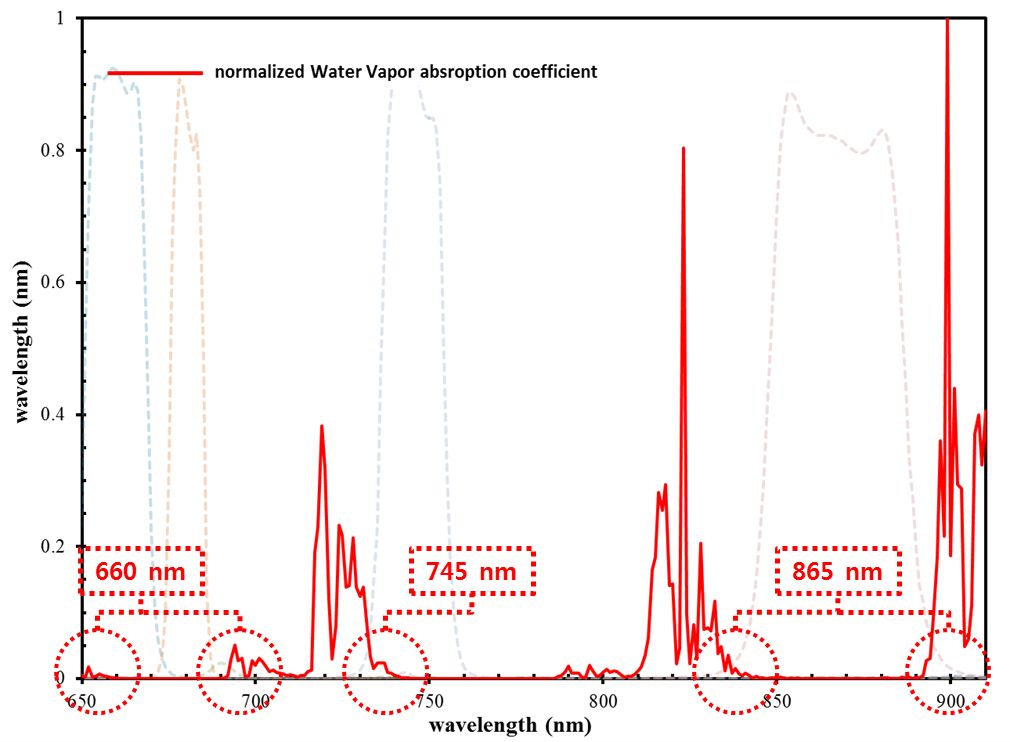 1
normalized Water Vapor absroption coefficient
0.8
0.6
wavelength (nm)
0.4
0.2
660 nm
745 nm
865 nm
0
650
700
750
800
850
900
wavelength (nm)